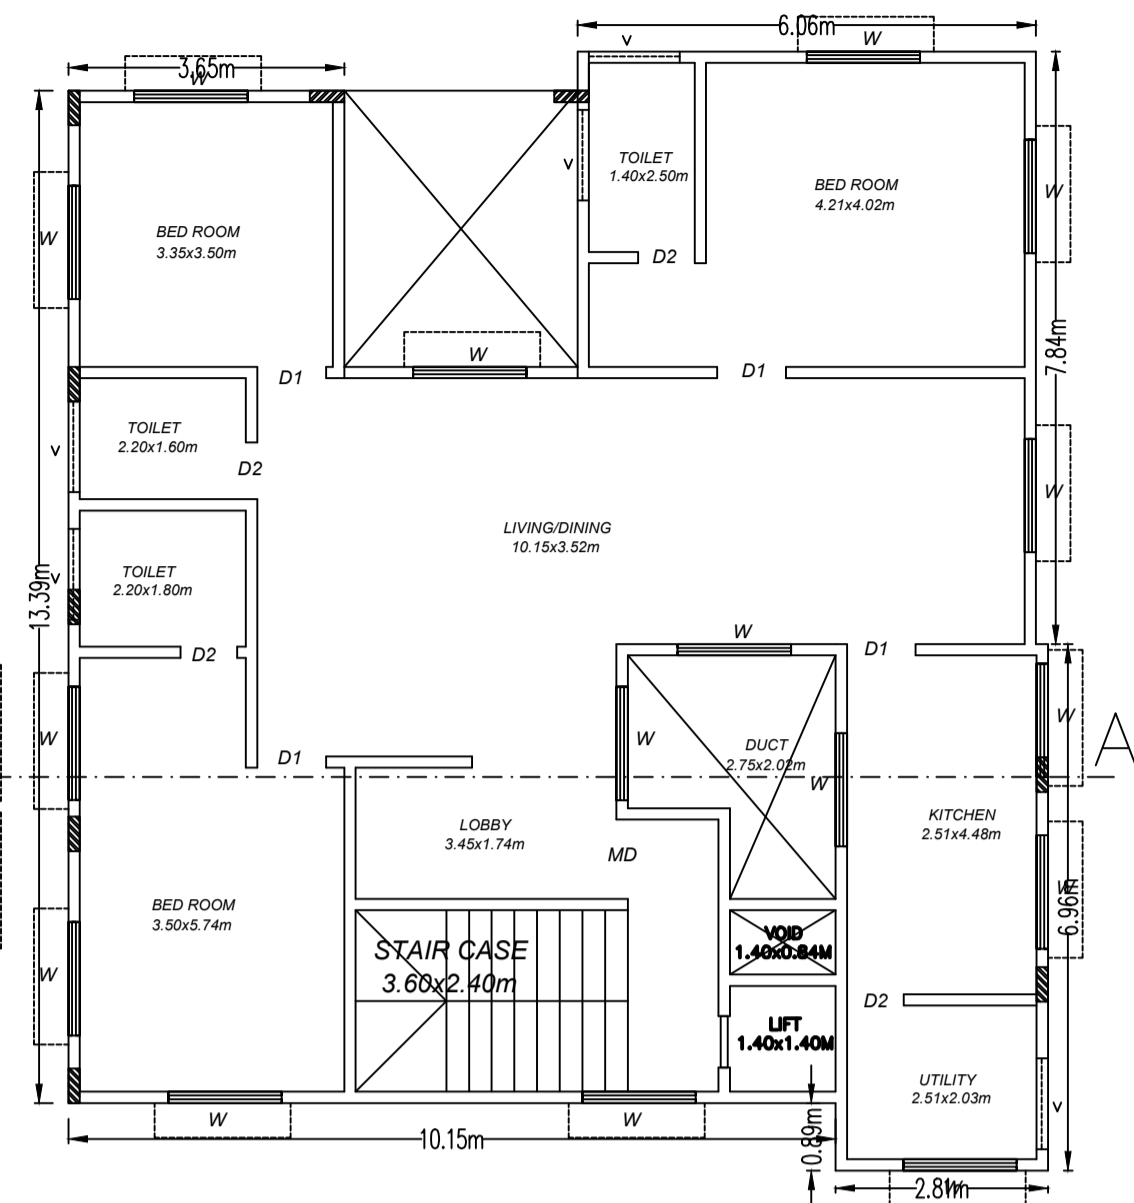 6.06m
V
W
3.65m
W
TOILET
1.40x2.50m
V
BED ROOM
4.21x4.02m
W
BED ROOM
3.35x3.50m
W
D2
W
7.84m
D1
D1
TOILET
2.20x1.60m
V
D2
W
LIVING/DINING
10.15x3.52m
TOILET
2.20x1.80m
V
13.39m
D2
W
D1
W
W
DUCT
2.75x2.02m
W
W
A
D1
LOBBY
3.45x1.74m
MD
KITCHEN
2.51x4.48m
W
6.96m
BED ROOM
3.50x5.74m
W
STAIR CASE
3.60x2.40m
VOID
1.40x0.84M
D2
LIFT
1.40x1.40M
UTILITY
2.51x2.03m
V
W
W
0.89m
10.15m
2.81m
W